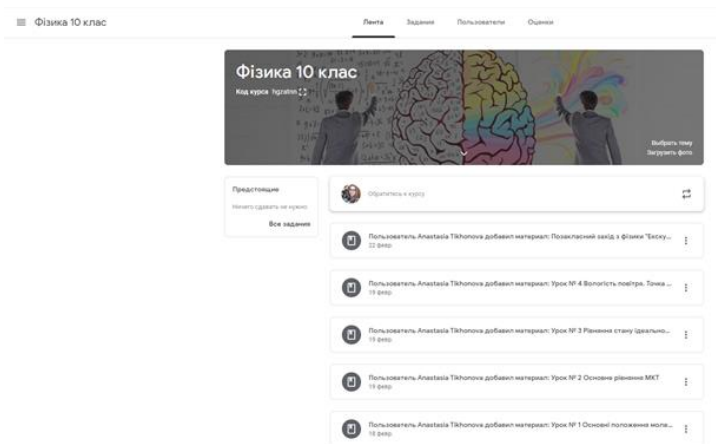 Фізика 10 клас
Лента Задания Пользователи Оценки
Фізика 10 клас
Код курса
Выбрать тему
Загрузить фото
Предстоящие
Ничего сдавать не нужно
Все задания
Обратитесь к курсу
Пользователь Anastasia Tikhonova добавил материал: Позакласний захід з фізики "Екску...
22 февр.
Пользователь Anastasia Tikhonova добавил материал: Урок № 4 Вологість повітря. Точка ...
19 февр.
Пользователь Anastasia Tikhonova добавил материал: Урок № 3 Рівняння стану ідеально...
19 февр.
Пользователь Anastasia Tikhonova добавил материал: Урок № 2 Основне рівняння МКТ
19 февр.
Пользователь Anastasia Tikhonova добавил материал: Урок № 1 Основні положення моле...
18 февр.